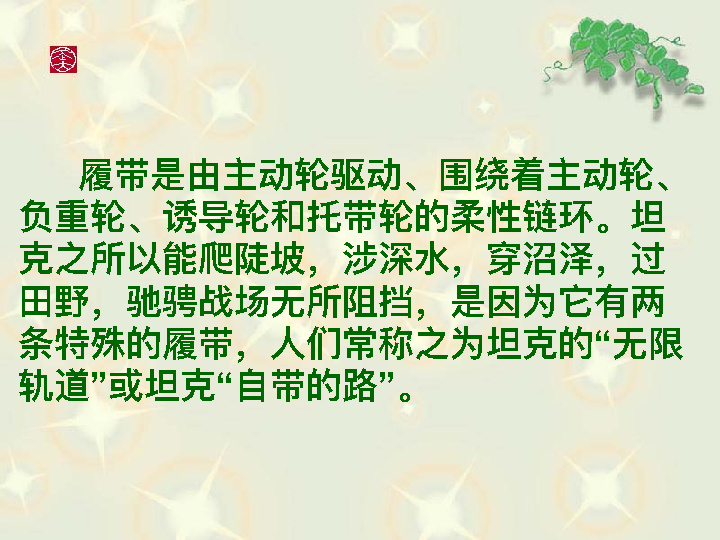 履带是由主动轮驱动、围绕着主动轮、
负重轮、诱导轮和托带轮的柔性链环。坦
克之所以能爬陡坡，涉深水，穿沼泽，过
田野，驰骋战场无所阻挡，是因为它有两
条特殊的履带，人们常称之为坦克的“无限
轨道”或坦克“自带的路”。